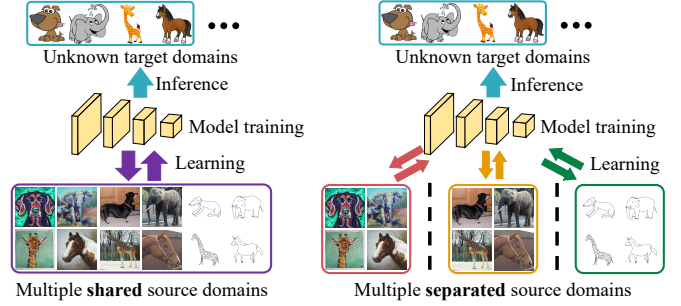 Unknown target domains
Inference
Model training
Learning
Multiple shared source domains
Unknown target domains
Inference
Model training
Learning
Multiple separated source domains